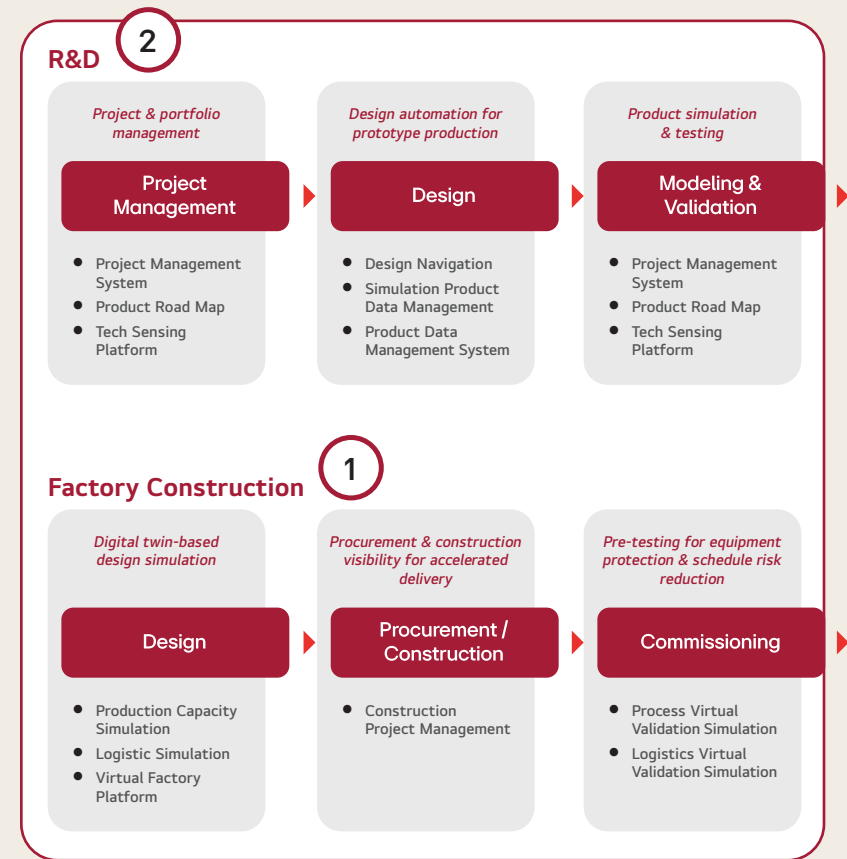 R&D
2
Project & portfolio
management
Project
Management
● Project Management
System
● Product Road Map
● Tech Sensing
Platform
Design automation for
prototype production
Design
● Design Navigation
● Simulation Product
Data Management
● Product Data
Management System
Product simulation
& testing
Modeling &
Validation
● Project Management
System
● Product Road Map
● Tech Sensing
Platform
Factory Construction
1
Digital twin-based
design simulation
Design
● Production Capacity
Simulation
● Logistic Simulation
● Virtual Factory
Platform
Procurement & construction
visibility for accelerated
delivery
Procurement /
Construction
● Construction
Project Management
Pre-testing for equipment
protection & schedule risk
reduction
Commissioning
● Process Virtual
Validation Simulation
● Logistics Virtual
Validation Simulation